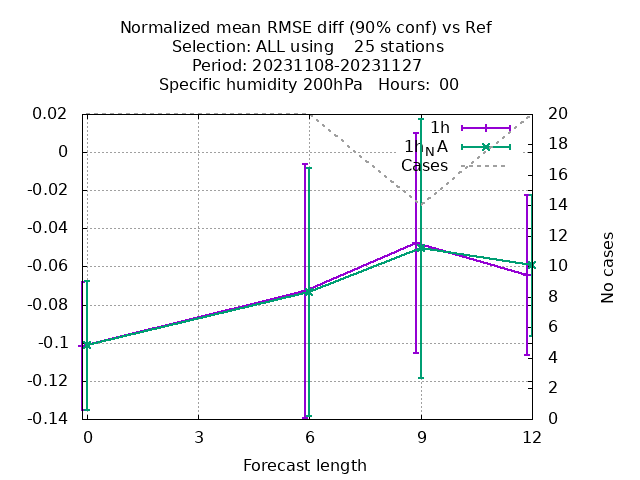 Normalized mean RMSE diff (90% conf) vs Ref
Selection: ALL using    25 stations
Period: 20231108-20231127
Specific humidity 200hPa   Hours:  00
0.02
0
-0.02
-0.04
-0.06
-0.08
-0.1
-0.12
-0.14
20
18
16
14
12
10
8
6
4
2
0
1h
1hNA
Cases
No cases
0
3
6
9
12
Forecast length